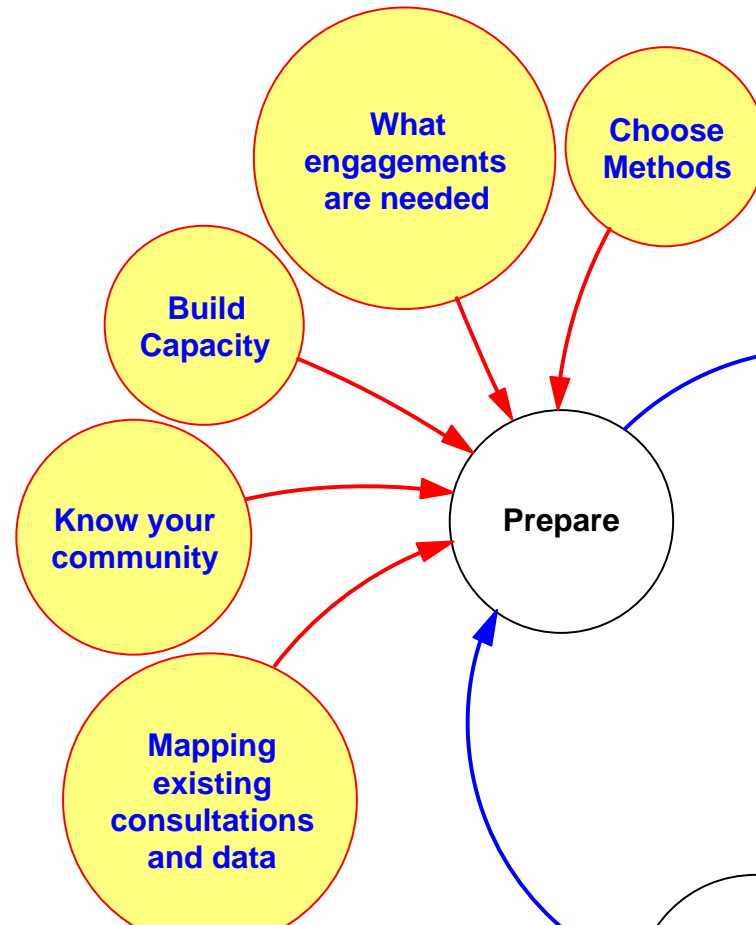 What
engagements
are needed
Choose
Methods
Build
Capacity
Know your
community
Prepare
Mapping
existing
consultations
and data